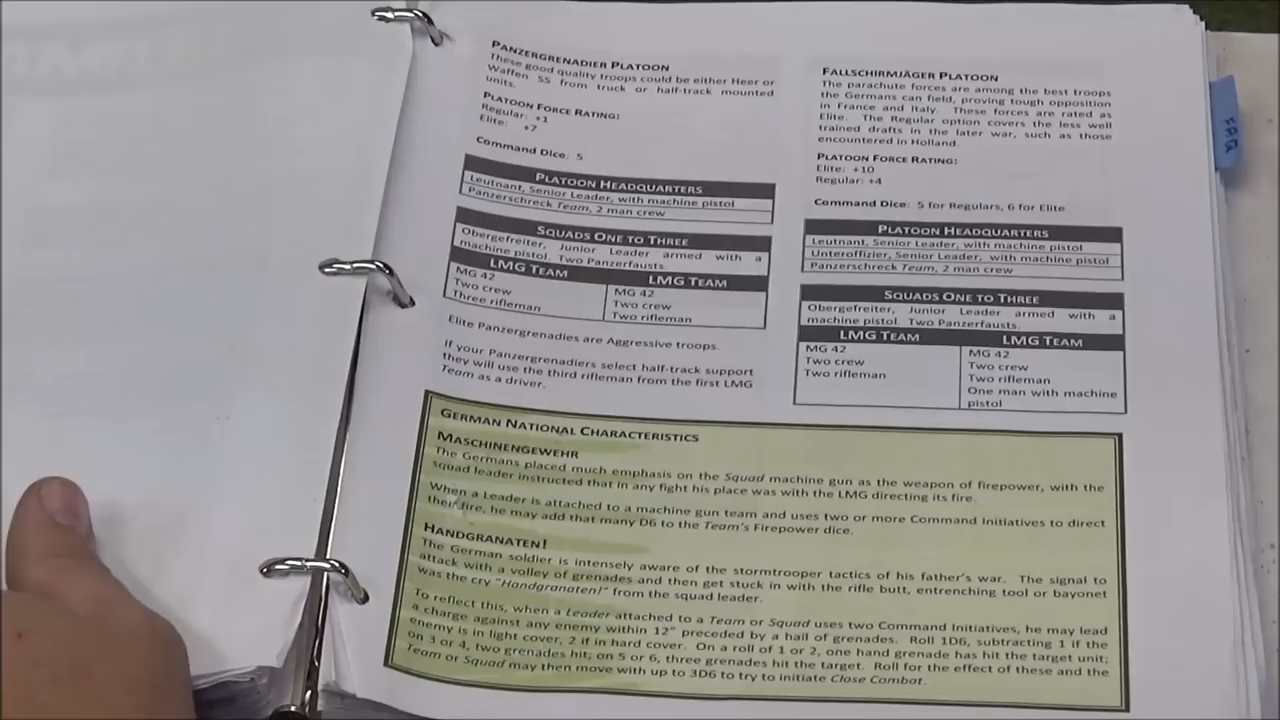 PANZERGRENADIER PLATOON
These good quality troops could be either Heer or
Waffen SS from truck or half-track mounted
units.
PLATOON FORCE RATING:
Regular: +1
Elite: +7
Command Dice: 5
PLATOON HEADQUARTERS
Leutnant, Senior Leader, with machine pistol
Panzerschreck Team, 2 man crew
SQUADS ONE TO THREE
Obergefreiter, Junior Leader armed with a
machine pistol. Two Panzerfausts.
LMG TEAM
MG 42
Two crew
Three rifleman
LMG TEAM
MG 42
Two crew
Two rifleman
Elite Panzergrenadies are Aggressive troops.
If your Panzergrenadiers select half-track support
they will use the third rifleman from the first LMG
Team as a driver.
FALLSCHIRMJÄGER PLATOON
The parachute forces are among the best troops
the Germans can field, proving tough opposition
in France and Italy. These forces are rated as
Elite. The Regular option covers the less well
trained drafts in the later war, such as those
encountered in Holland.
PLATOON FORCE RATING:
Elite: +10
Regular: +4
Command Dice: 5 for Regulars, 6 for Elite
PLATOON HEADQUARTERS
Leutnant, Senior Leader, with machine pistol
Unteroffizier, Senior Leader, with machine pistol
Panzerschreck Team, 2 man crew
SQUADS ONE TO THREE
Obergefreiter, Junior Leader armed with a
machine pistol. Two Panzerfausts.
LMG TEAM
MG 42
Two crew
Two rifleman
LMG TEAM
MG 42
Two crew
Two rifleman
One man with machine
pistol
GERMAN NATIONAL CHARACTERISTICS
MASCHINENGEWEHR
The Germans placed much emphasis on the Squad machine gun as the weapon of firepower, with the
squad leader instructed that in any fight his place was with the LMG directing its fire.
When a Leader is attached to a machine gun team and uses two or more Command Initiatives to direct
their fire, he may add that many D6 to the Team's Firepower dice.
HANDGRANATEN!
The German soldier is intensely aware of the stormtrooper tactics of his father's war. The signal to
attack with a volley of grenades and then get stuck in with the rifle butt, entrenching tool or bayonet
was the cry "Handgranaten!" from the squad leader.
To reflect this, when a Leader attached to a Team or Squad uses two Command Initiatives, he may lead
a charge against any enemy within 12" preceded by a hail of grenades. Roll 1D6, subtracting 1 if the
enemy is in light cover, 2 if in hard cover. On a roll of 1 or 2, one hand grenade has hit the target unit;
on 3 or 4, two grenades hit; on 5 or 6, three grenades hit the target. Roll for the effect of these and the
Team or Squad may then move with up to 3D6 to try to initiate Close Combat.
FAQ